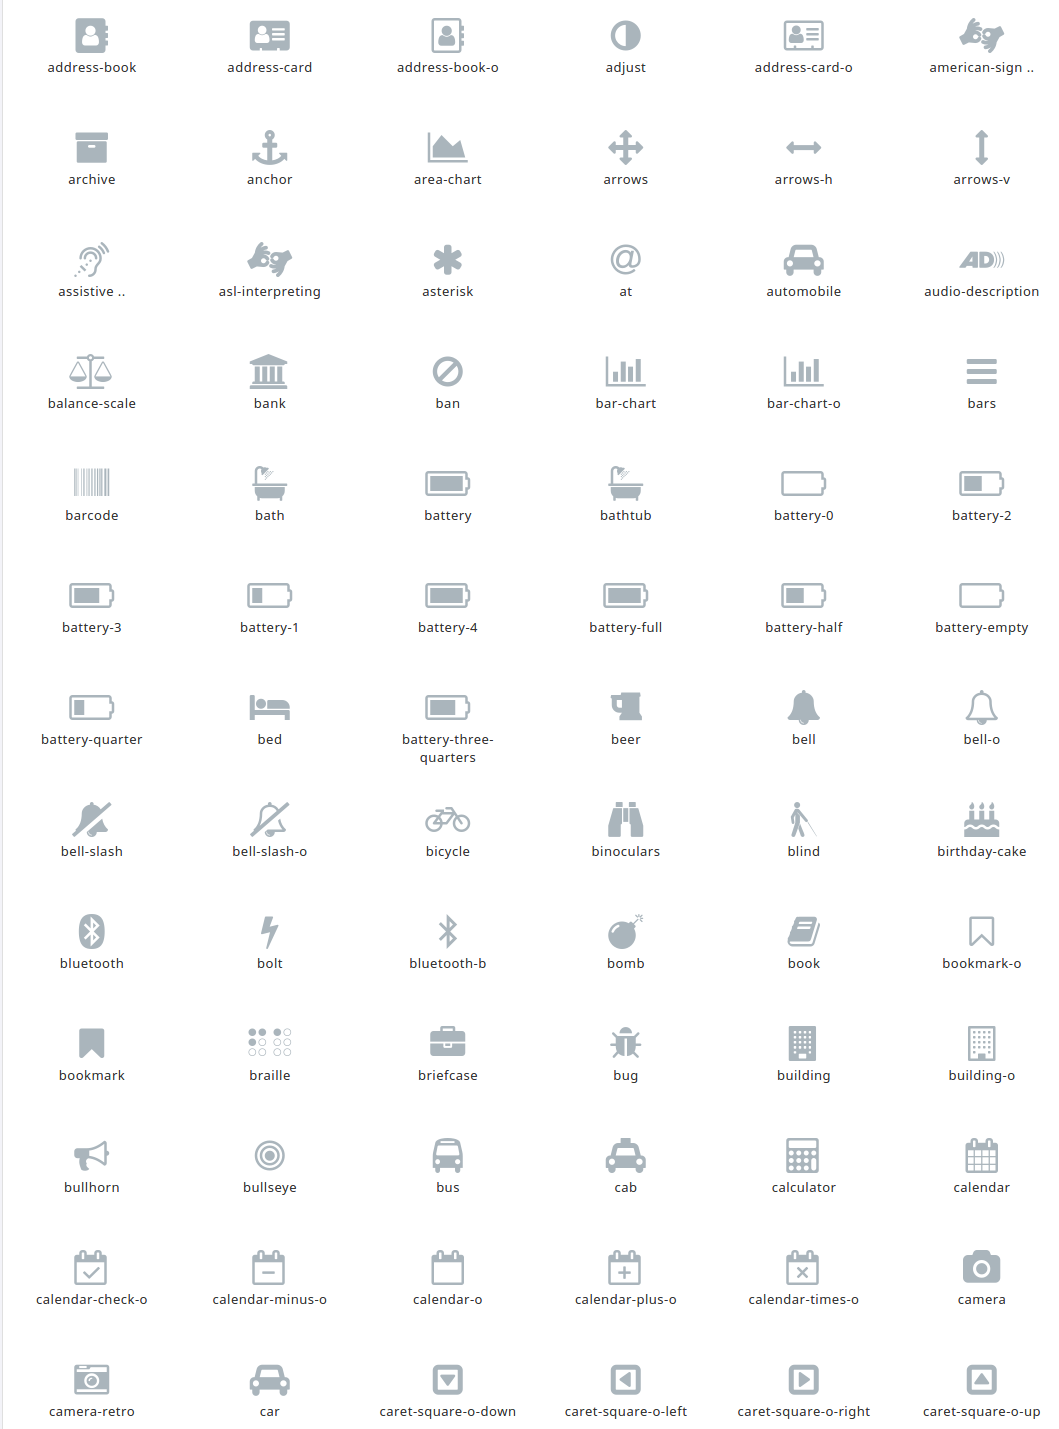 address-book address-card address-book-o adjust address-card-o american-sign ..
archive anchor area-chart arrows arrows-h arrows-v
assistive .. asl-interpreting asterisk at automobile audio-description
AD
@
balance-scale bank ban bar-chart bar-chart-o bars
barcode bath battery bathtub battery-0 battery-2
battery-3 battery-1 battery-4 battery-full battery-half battery-empty
battery-quarter bed battery-three- beer bell bell-o
quarters
bell-slash bell-slash-o bicycle binoculars blind birthday-cake
bluetooth bolt bluetooth-b bomb book bookmark-o
bookmark braille briefcase bug building building-o
bullhorn bullseye bus cab calculator calendar
calendar-check-o calendar-minus-o calendar-o calendar-plus-o calendar-times-o camera
camera-retro car caret-square-o-down caret-square-o-left caret-square-o-right caret-square-o-up